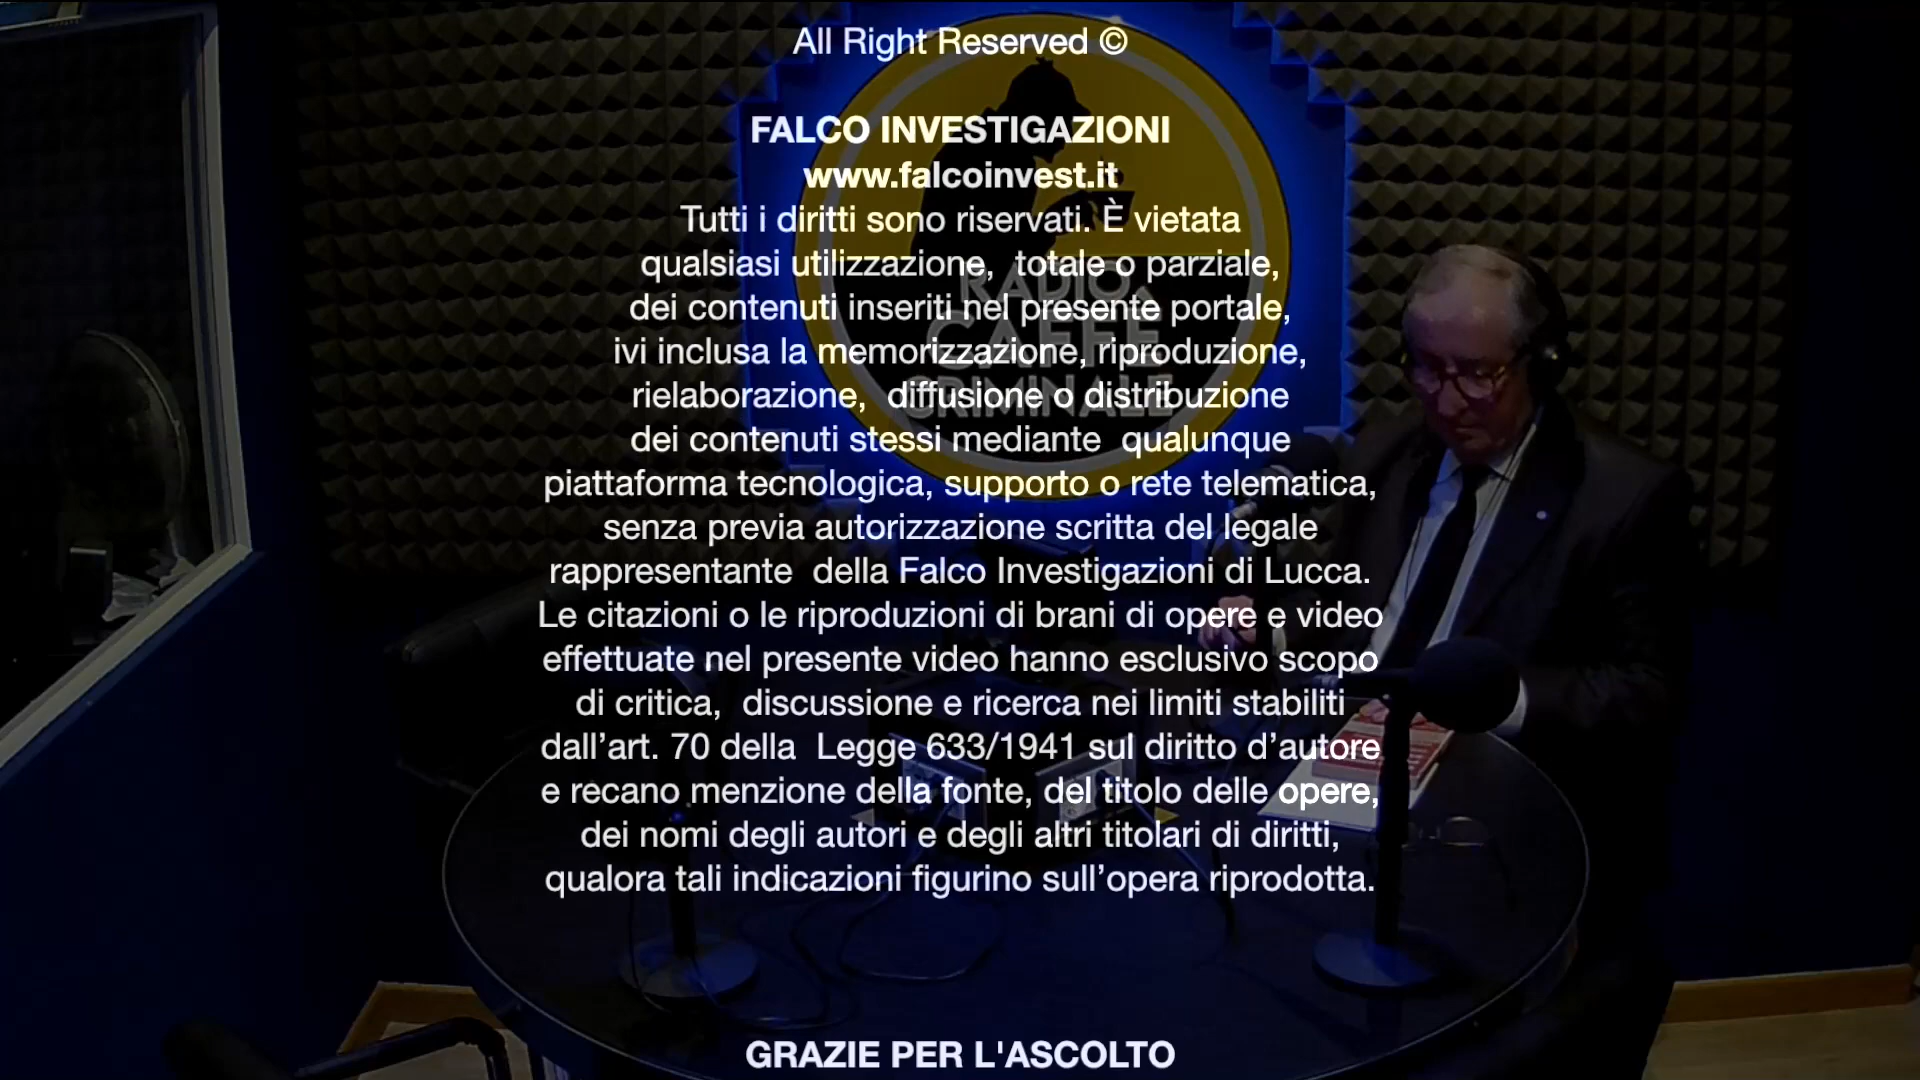 All Right Reserved ©
FALCO INVESTIGAZIONI
www.falcoinvest.it
Tutti i diritti sono riservati. È vietata
qualsiasi utilizzazione, totale o parziale,
dei contenuti inseriti nel presente portale,
ivi inclusa la memorizzazione, riproduzione,
rielaborazione, diffusione o distribuzione
dei contenuti stessi mediante qualunque
piattaforma tecnologica, supporto o rete telematica,
senza previa autorizzazione scritta del legale
rappresentante della Falco Investigazioni di Lucca.
Le citazioni o le riproduzioni di brani di opere e video
effettuate nel presente video hanno esclusivo scopo
di critica, discussione e ricerca nei limiti stabiliti
dall’art. 70 della Legge 633/1941 sul diritto d’autore
e recano menzione della fonte, del titolo delle opere,
dei nomi degli autori e degli altri titolari di diritti,
qualora tali indicazioni figurino sull’opera riprodotta.
GRAZIE PER L'ASCOLTO
RADIO
CAFFÈ
CRIMINALE